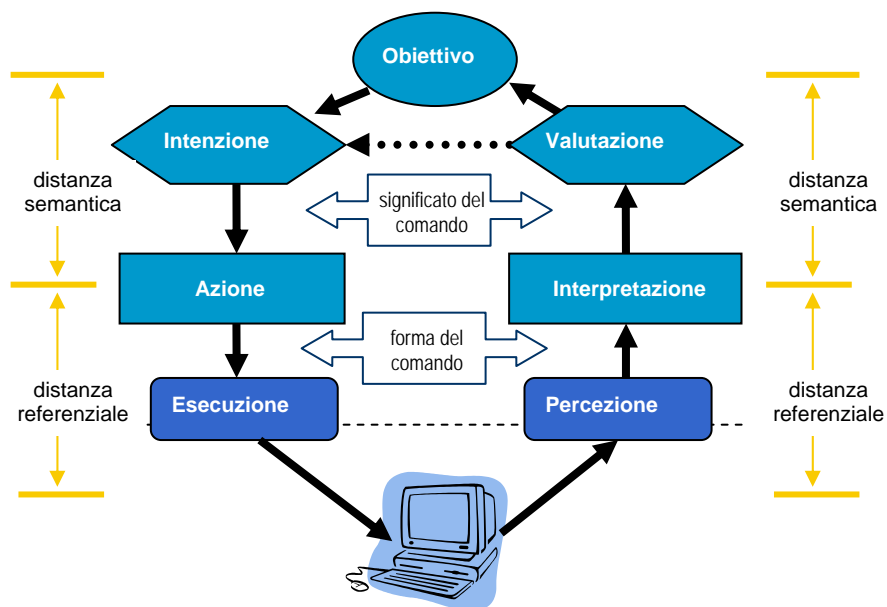 Obiettivo
Intenzione
Valutazione
distanza
semantica
significato del
comando
distanza
semantica
Azione
Interpretazione
forma del
comando
distanza
referenziale
Esecuzione
Percezione
distanza
referenziale